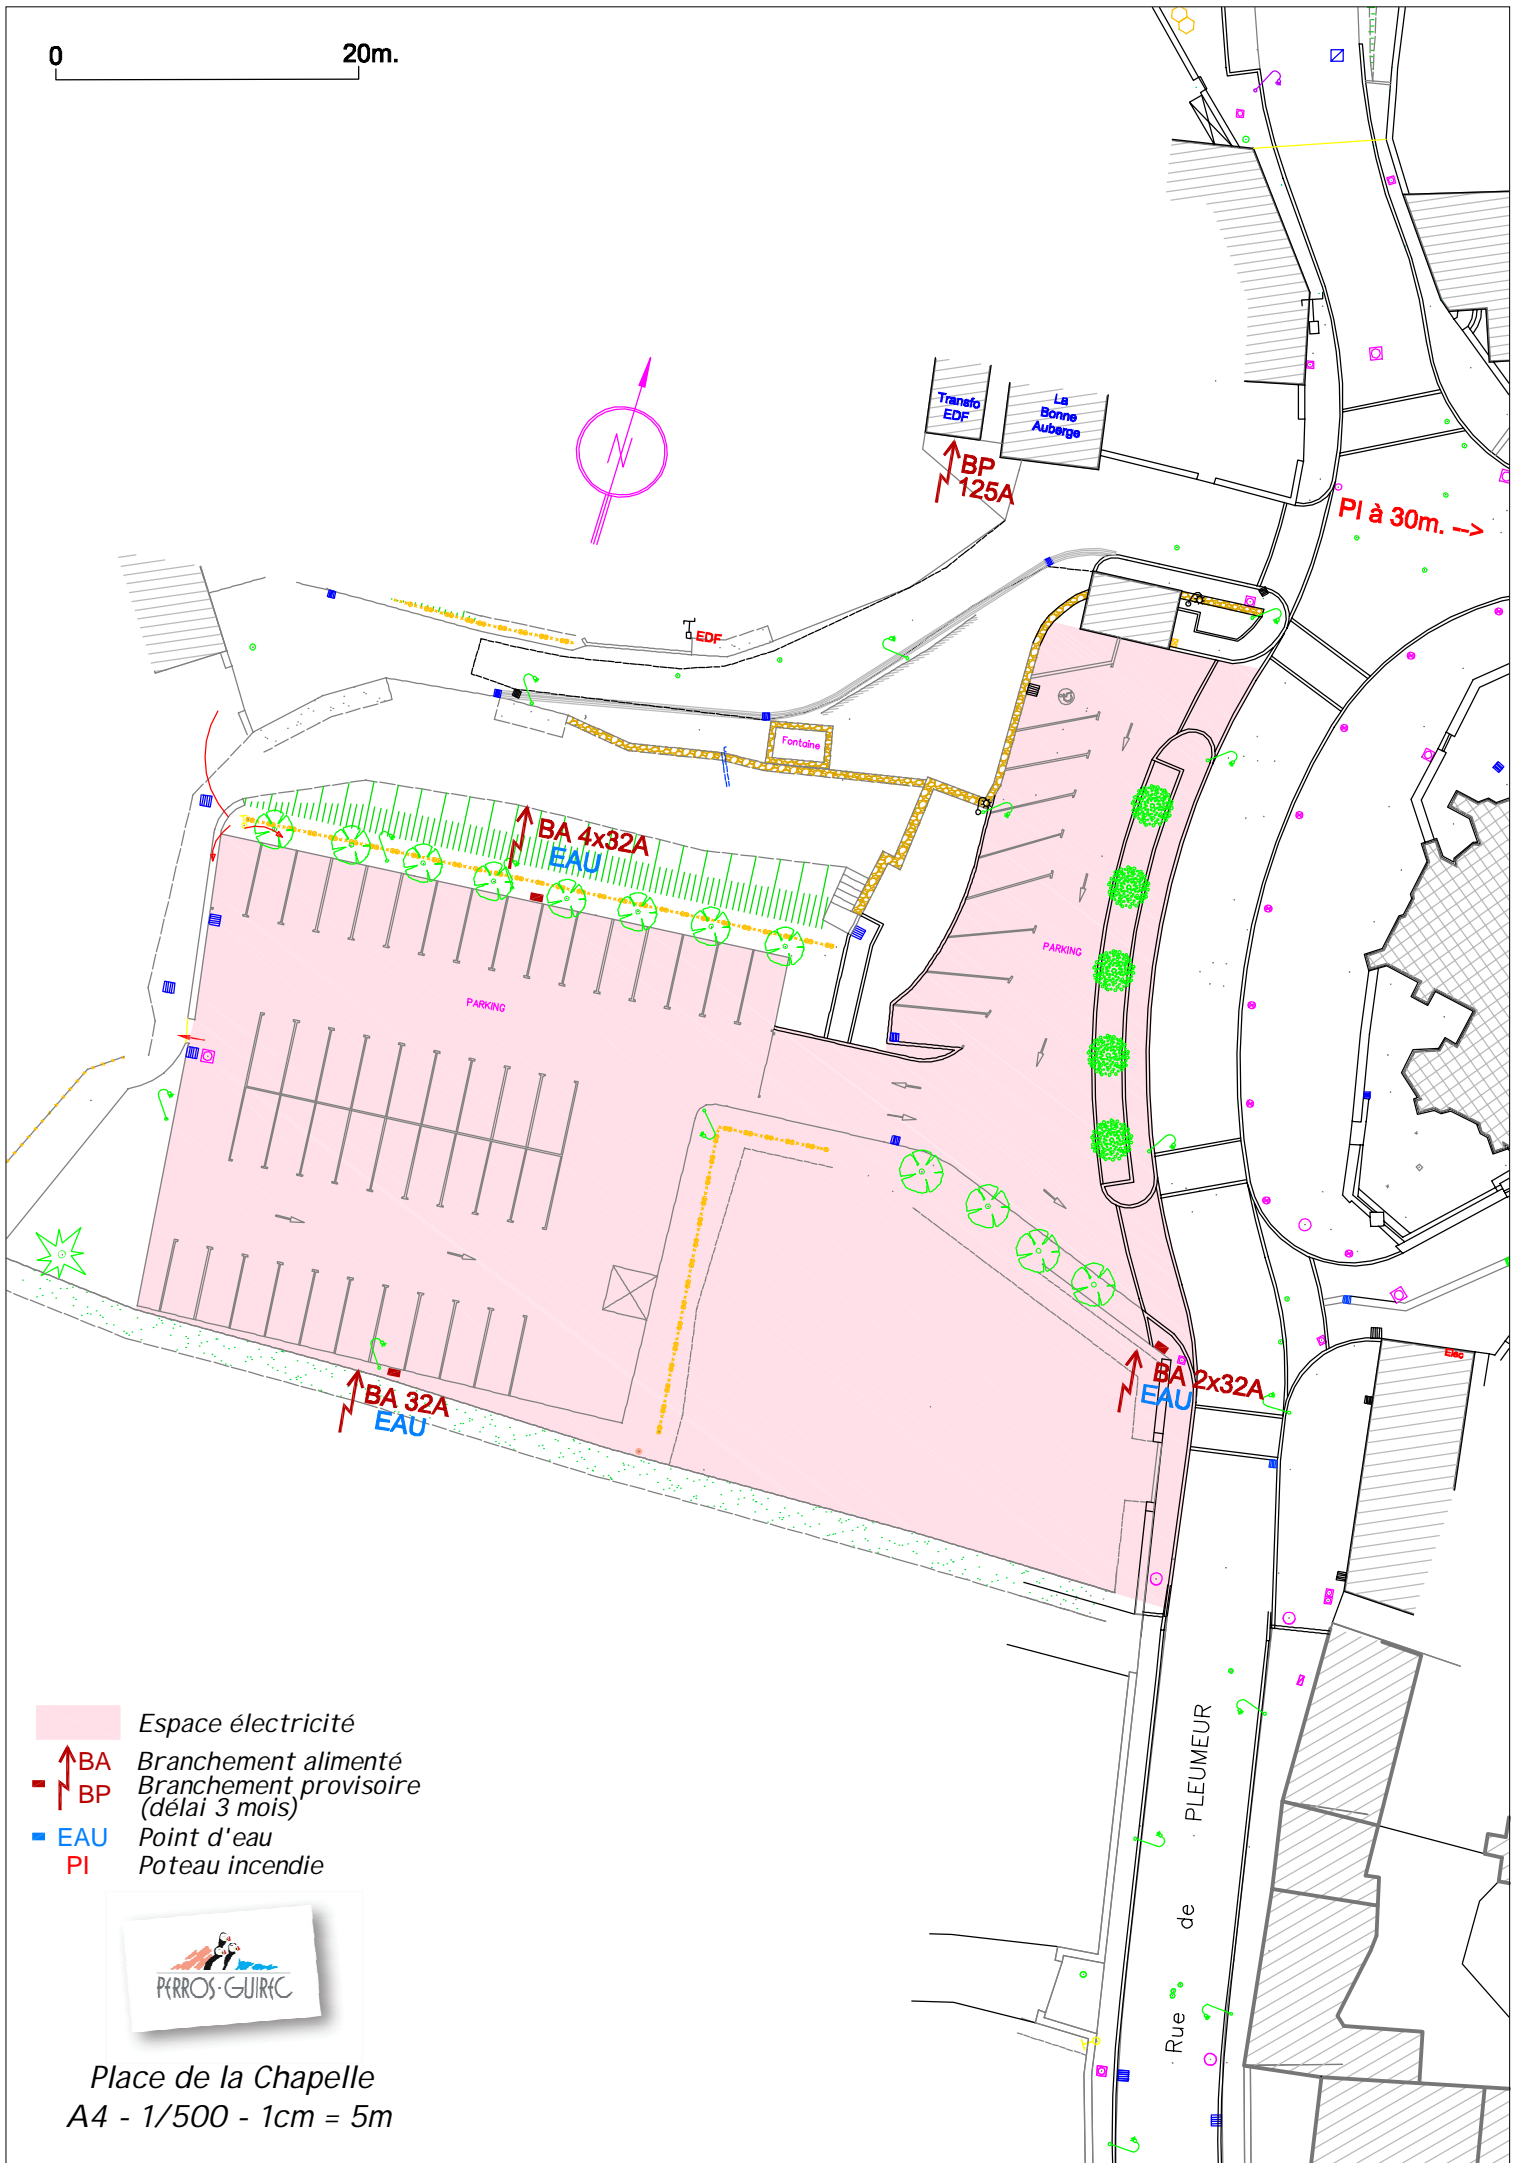 0 20m.
Transfo
EDF
La
Bonne
Auberge
N
BP
125A
PI à 30m. -->
EDF
Fontaine
BA 4x32A
EAU
PARKING
PARKING
BA 32A
EAU
BA 2x32A
EAU
Elec
Rue de PLEUMEUR
Espace électricité
BA Branchement alimenté
BP Branchement provisoire
(délai 3 mois)
EAU Point d'eau
PI Poteau incendie
PERROS-GUIREC
Place de la Chapelle
A4 - 1/500 - 1cm = 5m